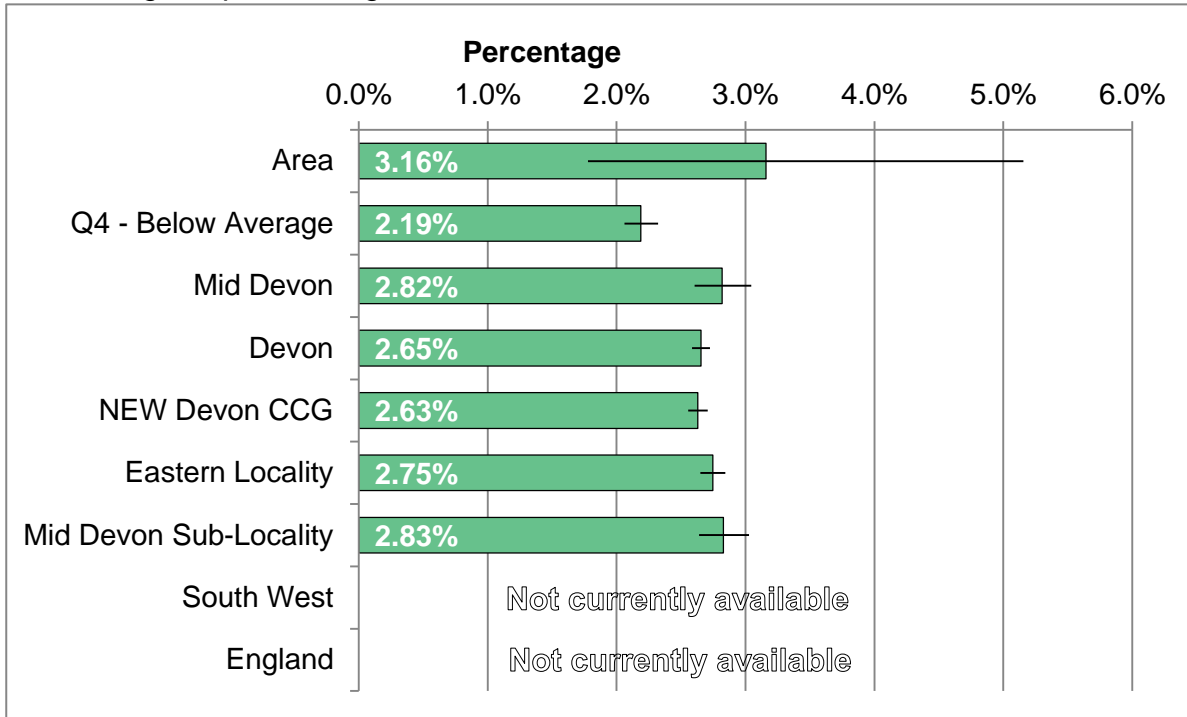 Percentage
0.0% 1.0% 2.0% 3.0% 4.0% 5.0% 6.0%
Area 3.16%
Q4 - Below Average 2.19%
Mid Devon 2.82%
Devon 2.65%
NEW Devon CCG 2.63%
Eastern Locality 2.75%
Mid Devon Sub-Locality 2.83%
South West Not currently available
England Not currently available